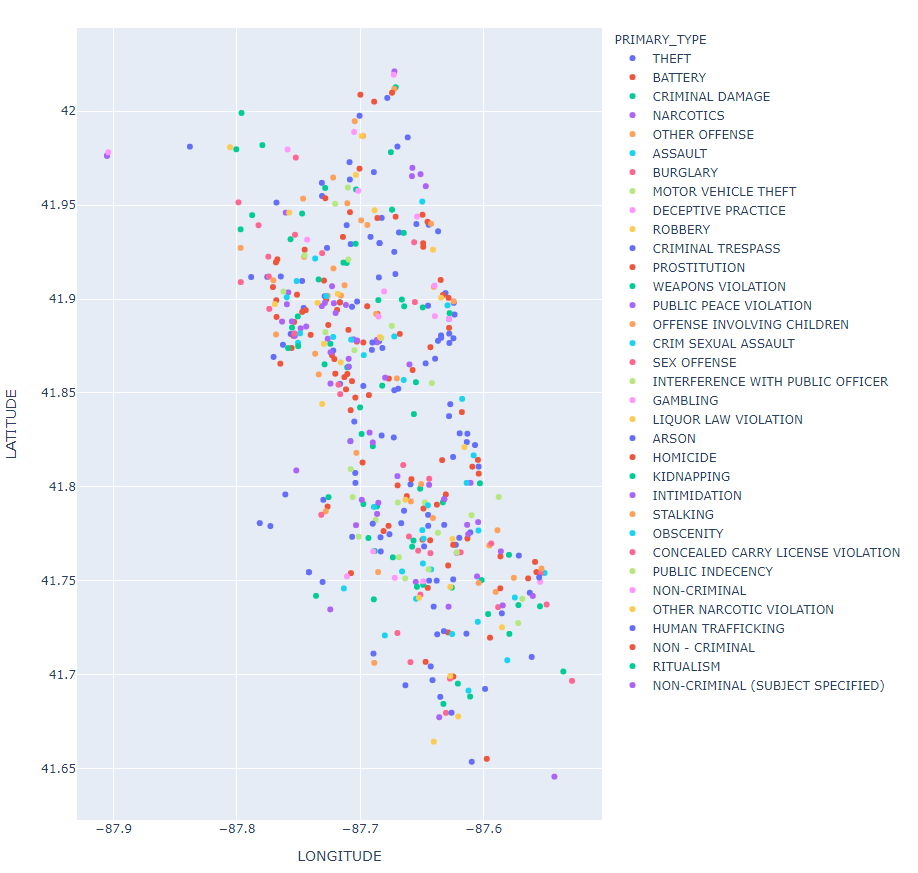 PRIMARY_TYPE
THEFT
BATTERY
CRIMINAL DAMAGE
NARCOTICS
OTHER OFFENSE
ASSAULT
BURGLARY
MOTOR VEHICLE THEFT
DECEPTIVE PRACTICE
ROBBERY
CRIMINAL TRESPASS
PROSTITUTION
WEAPONS VIOLATION
PUBLIC PEACE VIOLATION
OFFENSE INVOLVING CHILDREN
CRIM SEXUAL ASSAULT
SEX OFFENSE
INTERFERENCE WITH PUBLIC OFFICER
GAMBLING
LIQUOR LAW VIOLATION
ARSON
HOMICIDE
KIDNAPPING
INTIMIDATION
STALKING
OBSCENITY
CONCEALED CARRY LICENSE VIOLATION
PUBLIC INDECENCY
NON-CRIMINAL
OTHER NARCOTIC VIOLATION
HUMAN TRAFFICKING
NON - CRIMINAL
RITUALISM
NON-CRIMINAL (SUBJECT SPECIFIED)
42
41.95
41.9
41.85
41.8
41.75
41.7
41.65
LATITUDE
−87.9 −87.8 −87.7 −87.6
LONGITUDE